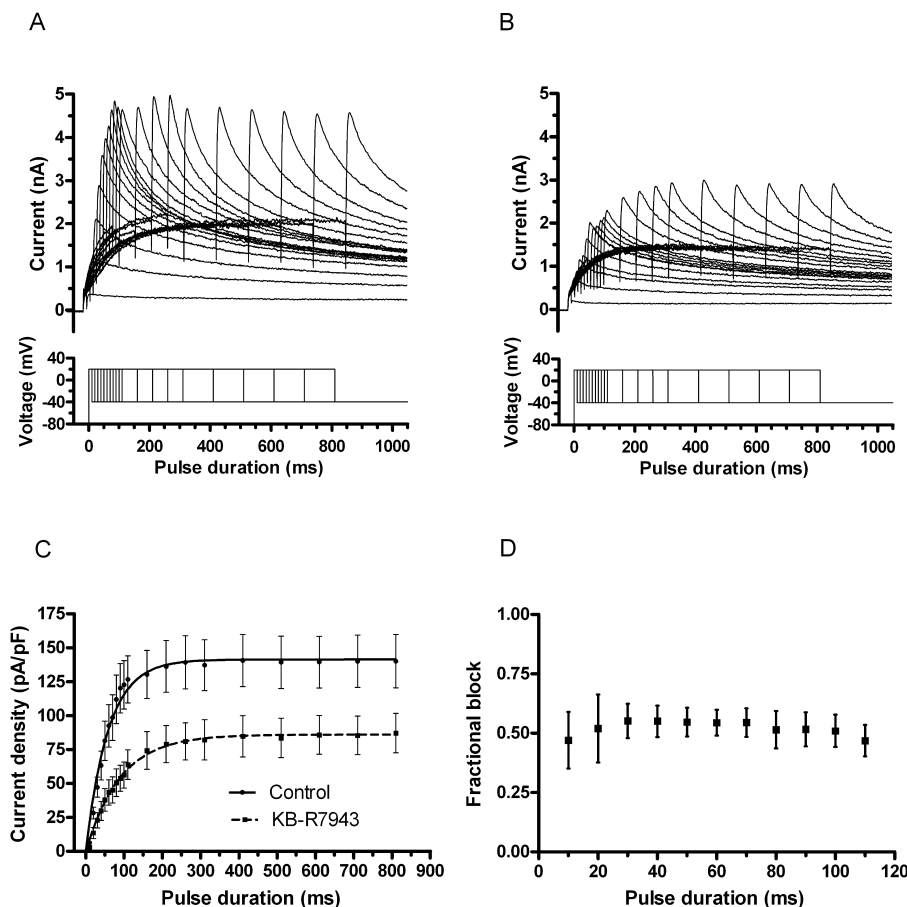 A
B
5
4
3
2
1
0
Current (nA)
5
4
3
2
1
0
Current (nA)
40
0
-40
-80
Voltage (mV)
0 200 400 600 800 1000
Pulse duration (ms)
40
0
-40
-80
Voltage (mV)
0 200 400 600 800 1000
Pulse duration (ms)
C
D
175
150
125
100
75
50
25
0
Current density (pA/pF)
Control
KB-R7943
0 100 200 300 400 500 600 700 800 900
Pulse duration (ms)
1.00
0.75
0.50
0.25
0.00
Fractional block
0 20 40 60 80 100 120
Pulse duration (ms)